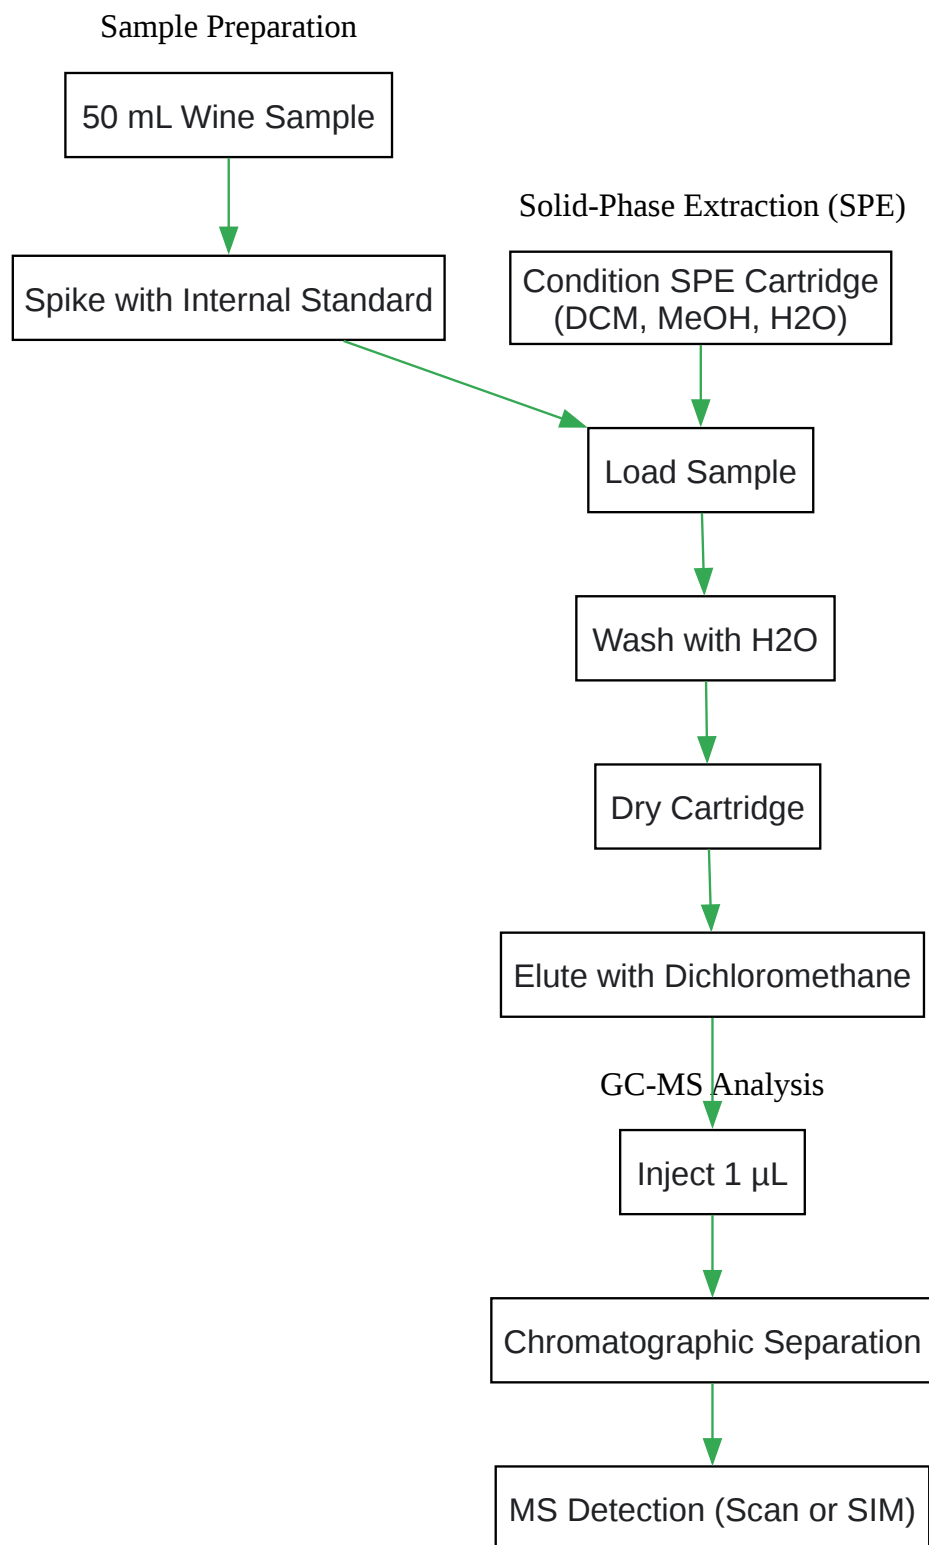 Sample Preparation
50 mL Wine Sample
Spike with Internal Standard
Solid-Phase Extraction (SPE)
Condition SPE Cartridge
(DCM, MeOH, H2O)
Load Sample
Wash with H2O
Dry Cartridge
Elute with Dichloromethane
GC-MS Analysis
Inject 1 µL
Chromatographic Separation
MS Detection (Scan or SIM)